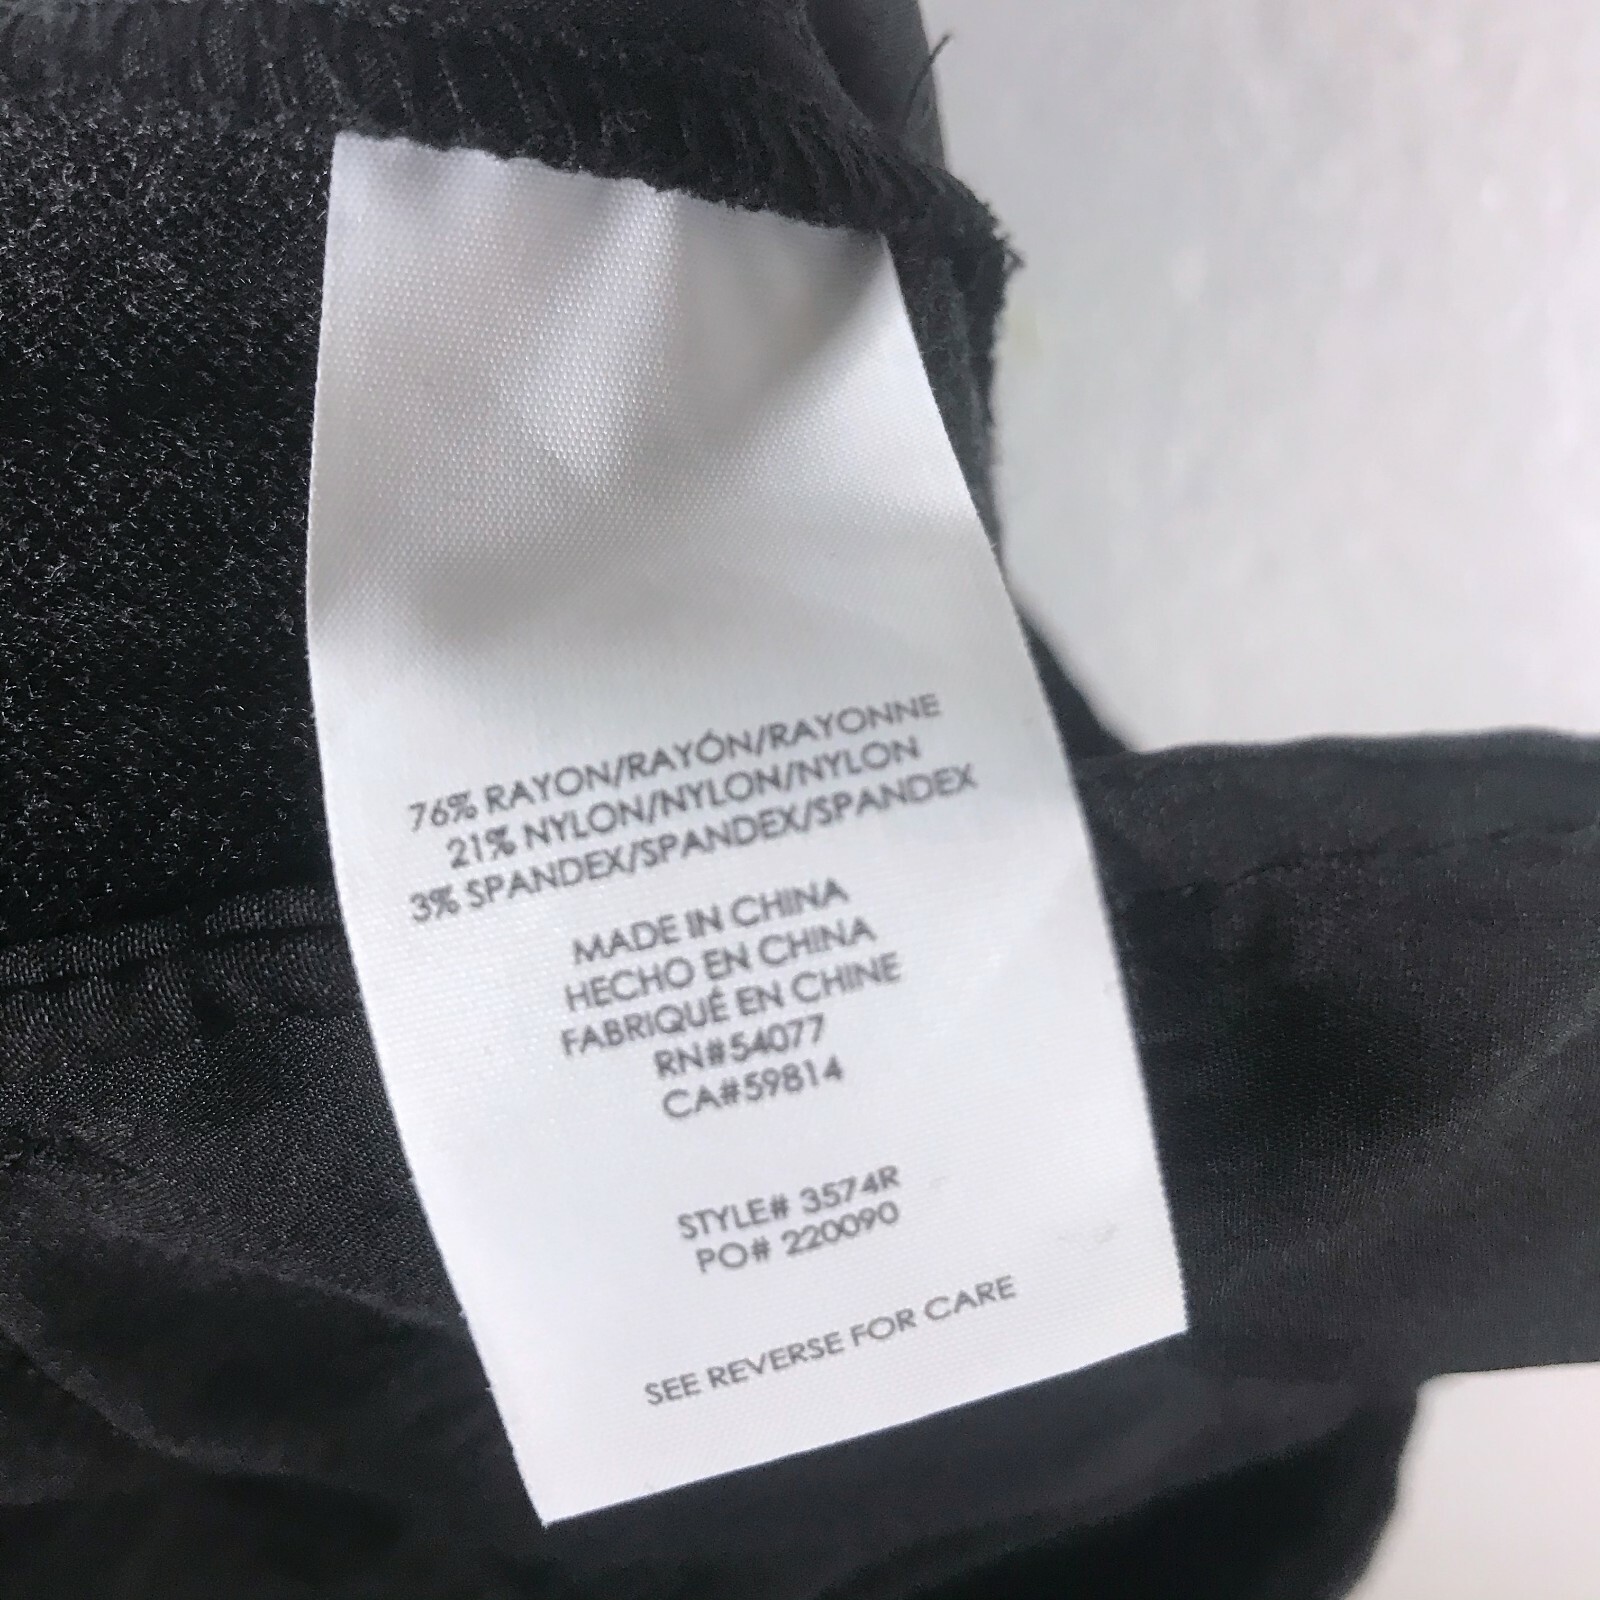 76% RAYON/RAYÓN/RAYONNE
21% NYLON/NYLON/NYLON
3% SPANDEX/SPANDEX/SPANDEX
MADE IN CHINA
HECHO EN CHINA
FABRIQUÉ EN CHINE
RN#54077
CA#59814
STYLE# 3574R
PO# 220090
SEE REVERSE FOR CARE